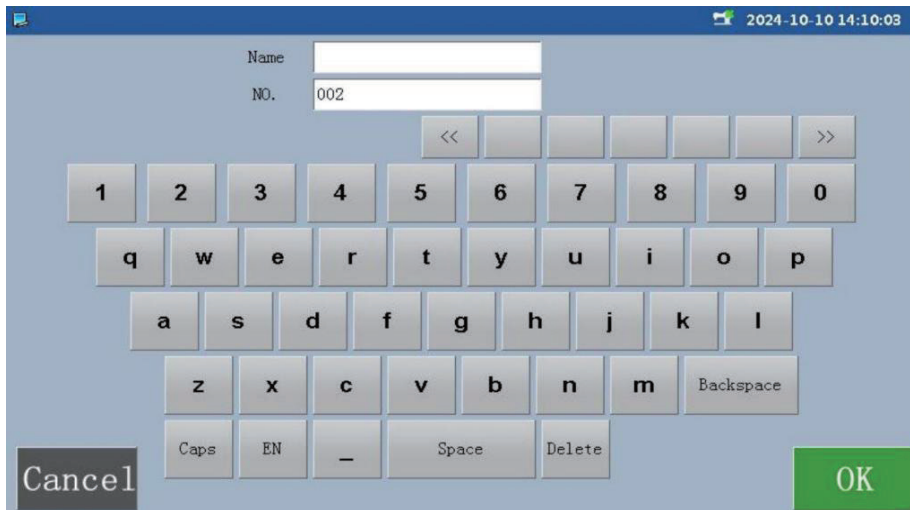 2024-10-10 14:10:03
Name
NO. 002
<< >>
1 2 3 4 5 6 7 8 9 0
q w e r t y u i o p
a s d f g h j k l
z x c v b n m Backspace
Caps EN _ Space Delete
Cancel OK